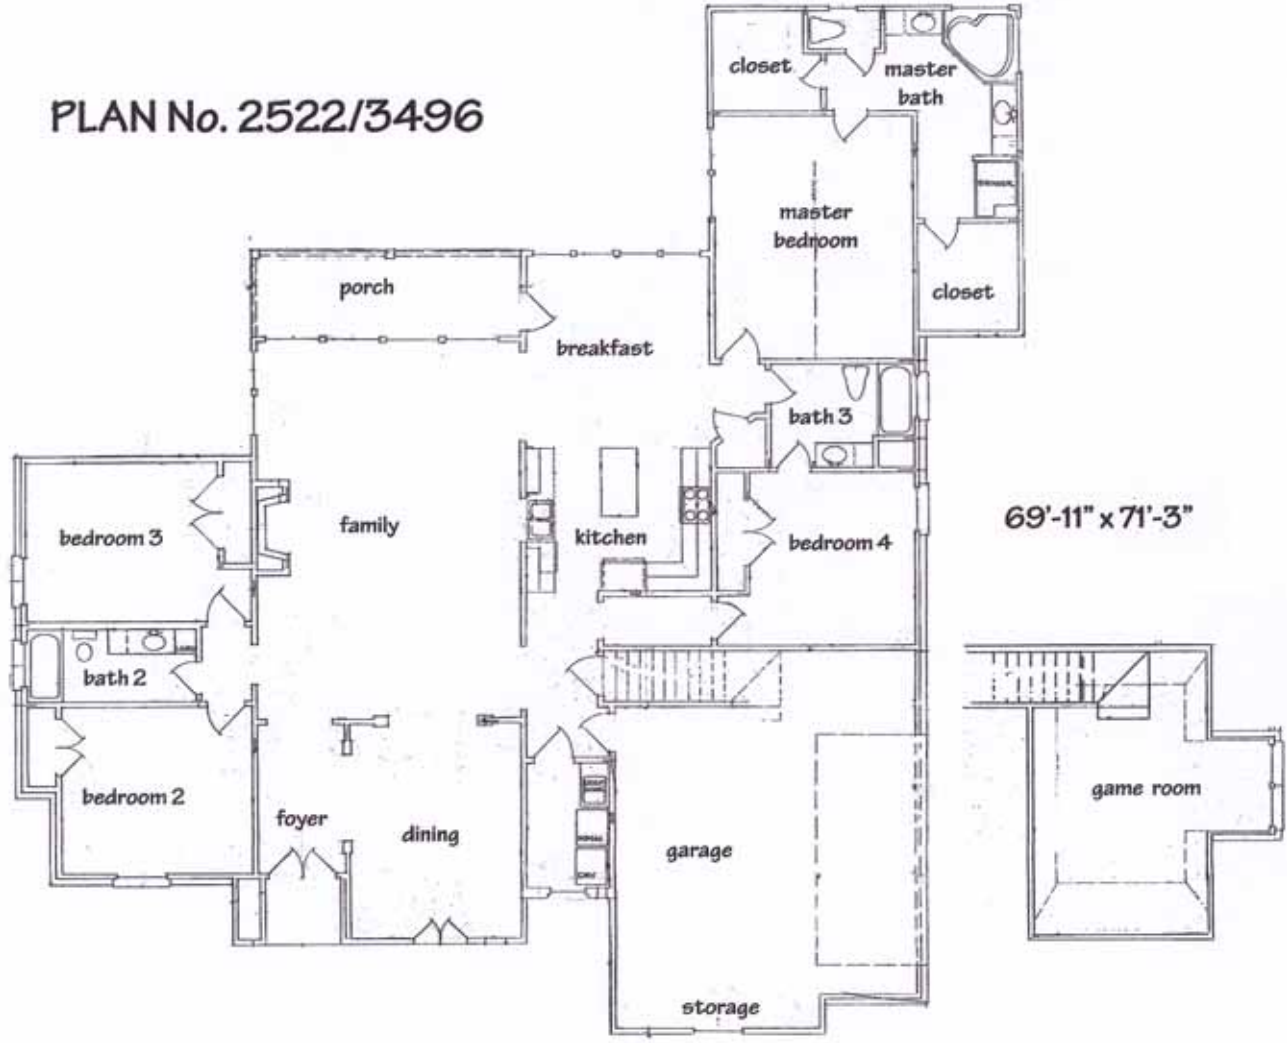 PLAN No. 2522/3496
closet
master
bath
master
bedroom
closet
porch
breakfast
bath 3
bedroom 3
family
kitchen
bedroom 4
69'-11" x 71'-3"
bath 2
bedroom 2
foyer
dining
garage
game room
storage